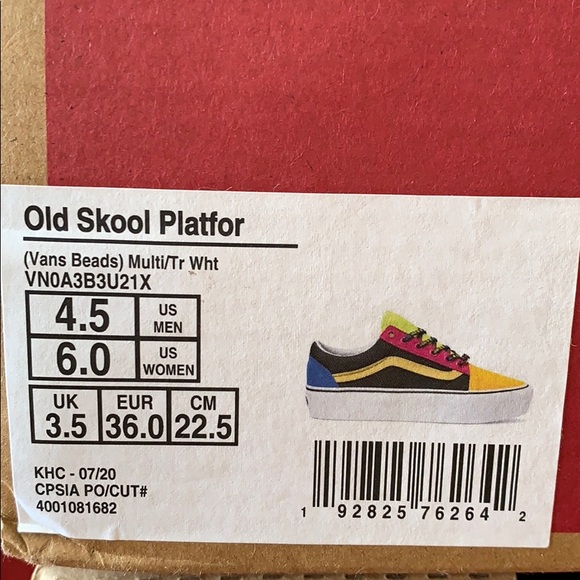 Old Skool Platfor
(Vans Beads) Multi/Tr Wht
VN0A3B3U21X
4.5 US MEN
6.0 US WOMEN
UK EUR CM
3.5 36.0 22.5
KHC - 07/20
CPSIA PO/CUT#
4001081682
1 92825 76264 2